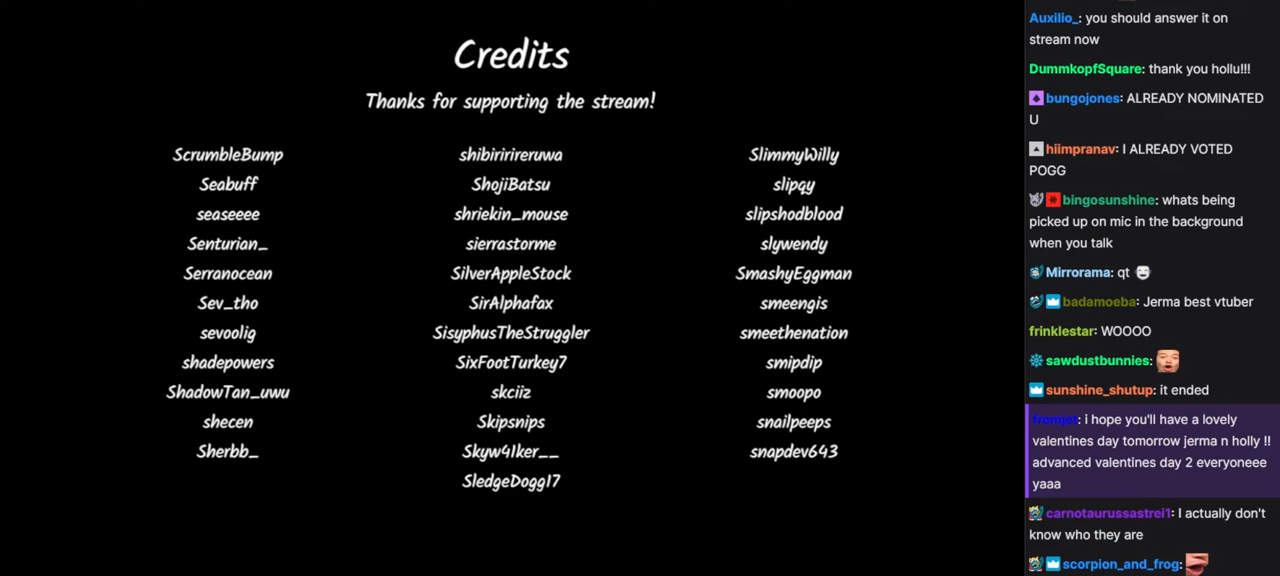 Credits
Thanks for supporting the stream!
ScrumbleBump
Seabuff
seaseeee
Senturian_
Serranocean
Sev_tho
sevoolig
shadepowers
ShadowTan_uwu
shecen
Sherbb_
shibiririreruwa
ShojiBatsu
shriekin_mouse
sierrastorme
SilverAppleStock
SirAlphafax
SisyphusTheStruggler
SixFootTurkey7
skciiz
Skipsnips
Skyw4lker__
SledgeDogg17
SlimmyWilly
slipqy
slipshodblood
slywendy
SmashyEggman
smeengis
smeethenation
smipdip
smoopo
snailpeeps
snapdev643
Auxilio_: you should answer it on
stream now
DummkopfSquare: thank you hollu!!!
bungojones: ALREADY NOMINATED
U
hiimpranav: I ALREADY VOTED
POGG
bingosunshine: whats being
picked up on mic in the background
when you talk
Mirrorama: qt
badamoeba: Jerma best vtuber
frinklestar: WOOOO
sawdustbunnies:
sunshine_shutup: it ended
fromjet: i hope you'll have a lovely
valentines day tomorrow jerma n holly !!
advanced valentines day 2 everyoneee
yaaa
carnotaurussastrei1: I actually don't
know who they are
scorpion_and_frog: